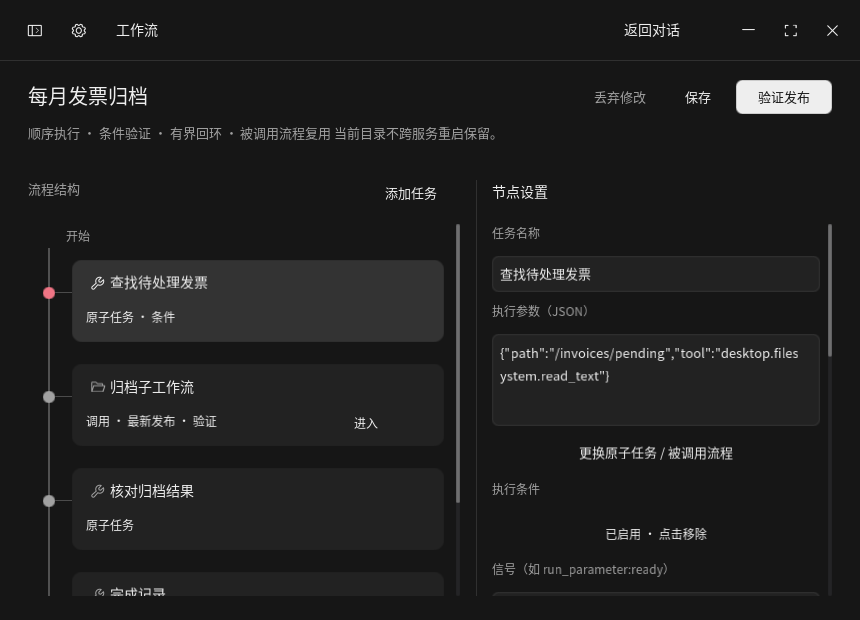 工作流
返回对话
每月发票归档
丢弃修改
保存
验证发布
顺序执行 · 条件验证 · 有界回环 · 被调用流程复用 当前目录不跨服务重启保留。
流程结构
添加任务
开始
查找待处理发票
原子任务 · 条件
归档子工作流
调用 · 最新发布 · 验证
进入
核对归档结果
原子任务
完成记录
节点设置
任务名称
查找待处理发票
执行参数（JSON）
{"path":"/invoices/pending","tool":"desktop.files
ystem.read_text"}
更换原子任务 / 被调用流程
执行条件
已启用 · 点击移除
信号（如 run_parameter:ready）